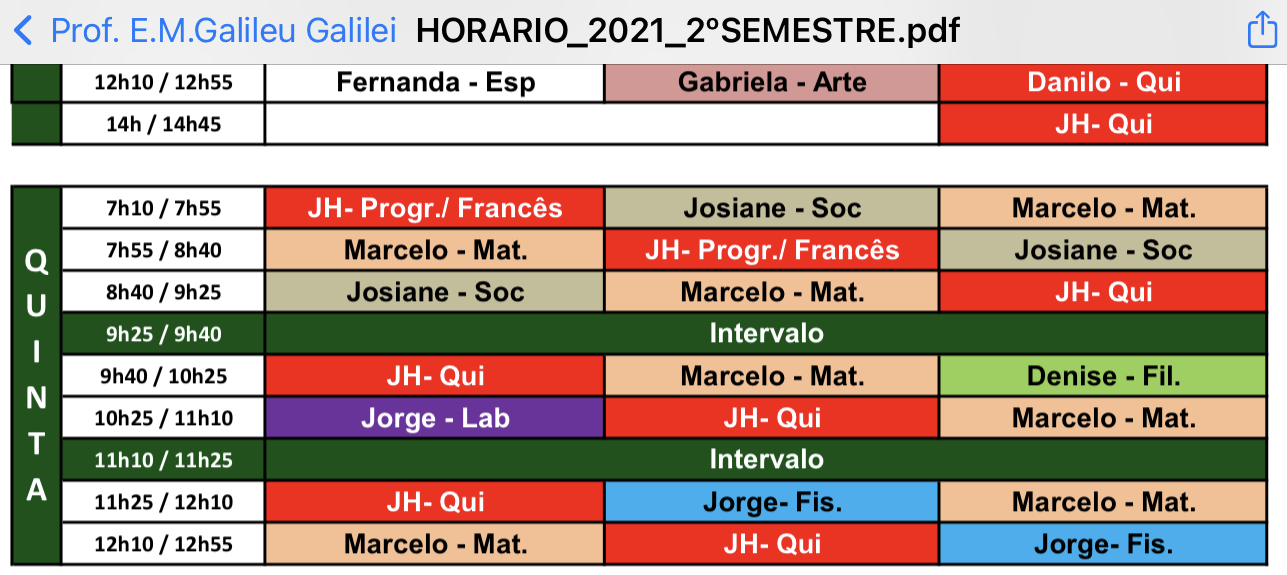 Prof. E.M.Galileu Galilei HORARIO_2021_2ºSEMESTRE.pdf
12h10 / 12h55 Fernanda - Esp Gabriela - Arte Danilo - Qui
14h / 14h45 JH- Qui
QUINTA
7h10 / 7h55 JH- Progr./ Francês Josiane - Soc Marcelo - Mat.
7h55 / 8h40 Marcelo - Mat. JH- Progr./ Francês Josiane - Soc
8h40 / 9h25 Josiane - Soc Marcelo - Mat. JH- Qui
9h25 / 9h40 Intervalo
9h40 / 10h25 JH- Qui Marcelo - Mat. Denise - Fil.
10h25 / 11h10 Jorge - Lab JH- Qui Marcelo - Mat.
11h10 / 11h25 Intervalo
11h25 / 12h10 JH- Qui Jorge- Fis. Marcelo - Mat.
12h10 / 12h55 Marcelo - Mat. JH- Qui Jorge- Fis.